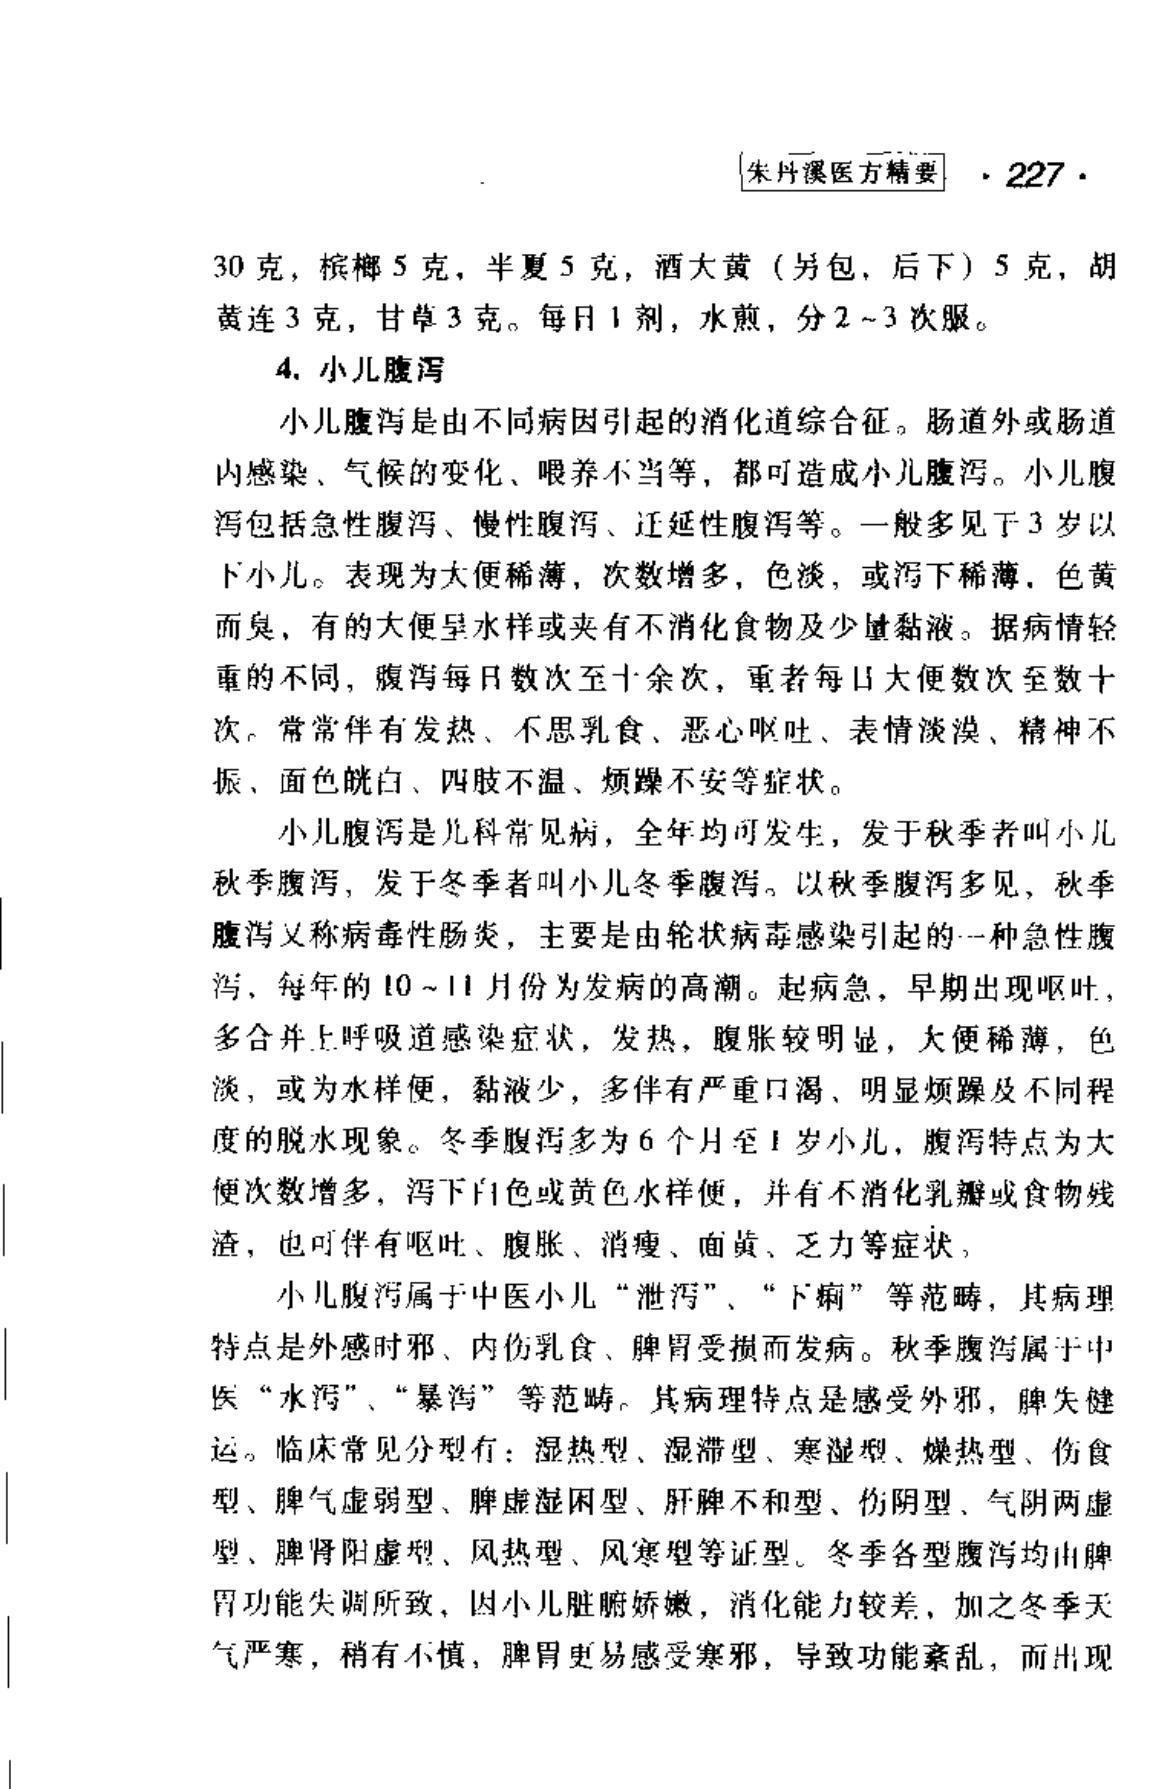 朱丹溪医方精要 · 227 ·
30 克，槟榔 5 克，半夏 5 克，酒大黄（另包，后下）5 克，胡
黄连 3 克，甘草 3 克。每日 1 剂，水煎，分 2～3 次服。
4. 小儿腹泻
小儿腹泻是由不同病因引起的消化道综合征。肠道外或肠道
内感染、气候的变化、喂养不当等，都可造成小儿腹泻。小儿腹
泻包括急性腹泻、慢性腹泻、迁延性腹泻等。一般多见于 3 岁以
下小儿。表现为大便稀薄，次数增多，色淡，或泻下稀薄，色黄
而臭，有的大便呈水样或夹有不消化食物及少量黏液。据病情轻
重的不同，腹泻每日数次至十余次，重者每日大便数次至数十
次。常常伴有发热、不思乳食、恶心呕吐、表情淡漠、精神不
振、面色㿠白、四肢不温、烦躁不安等症状。
小儿腹泻是儿科常见病，全年均可发生，发于秋季者叫小儿
秋季腹泻，发于冬季者叫小儿冬季腹泻。以秋季腹泻多见，秋季
腹泻又称病毒性肠炎，主要是由轮状病毒感染引起的一种急性腹
泻，每年的 10～11 月份为发病的高潮。起病急，早期出现呕吐，
多合并上呼吸道感染症状，发热，腹胀较明显，大便稀薄，色
淡，或为水样便，黏液少，多伴有严重口渴、明显烦躁及不同程
度的脱水现象。冬季腹泻多为 6 个月至 1 岁小儿，腹泻特点为大
便次数增多，泻下白色或黄色水样便，并有不消化乳瓣或食物残
渣，也可伴有呕吐、腹胀、消瘦、面黄、乏力等症状。
小儿腹泻属于中医小儿“泄泻”、“下痢”等范畴，其病理
特点是外感时邪、内伤乳食、脾胃受损而发病。秋季腹泻属于中
医“水泻”、“暴泻”等范畴。其病理特点是感受外邪，脾失健
运。临床常见分型有：湿热型、湿滞型、寒湿型、燥热型、伤食
型、脾气虚弱型、脾虚湿困型、肝脾不和型、伤阴型、气阴两虚
型、脾肾阳虚型、风热型、风寒型等证型。冬季各型腹泻均由脾
胃功能失调所致，因小儿脏腑娇嫩，消化能力较差，加之冬季天
气严寒，稍有不慎，脾胃更易感受寒邪，导致功能紊乱，而出现